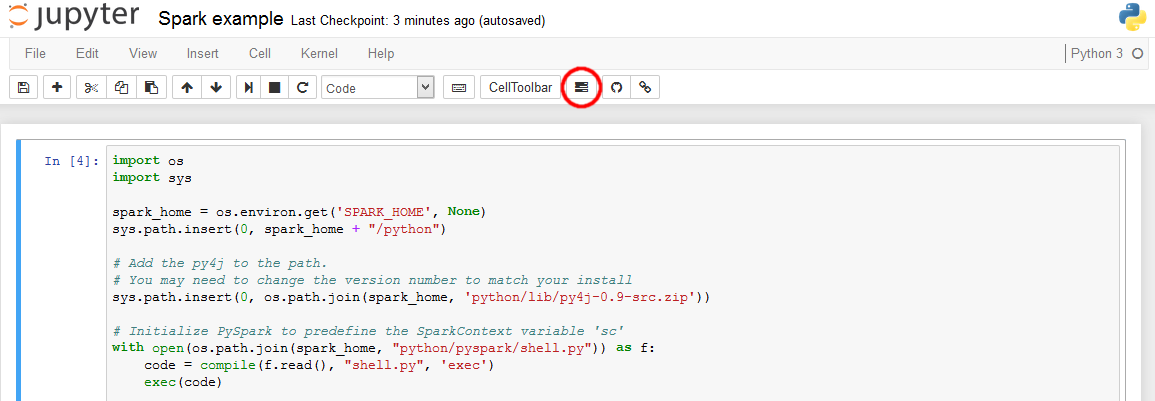 jupyter Spark example Last Checkpoint: 3 minutes ago (autosaved)
File Edit View Insert Cell Kernel Help Python 3
Code CellToolbar
In [4]: import os
import sys
spark_home = os.environ.get('SPARK_HOME', None)
sys.path.insert(0, spark_home + "/python")
# Add the py4j to the path.
# You may need to change the version number to match your install
sys.path.insert(0, os.path.join(spark_home, 'python/lib/py4j-0.9-src.zip'))
# Initialize PySpark to predefine the SparkContext variable 'sc'
with open(os.path.join(spark_home, "python/pyspark/shell.py")) as f:
    code = compile(f.read(), "shell.py", 'exec')
    exec(code)